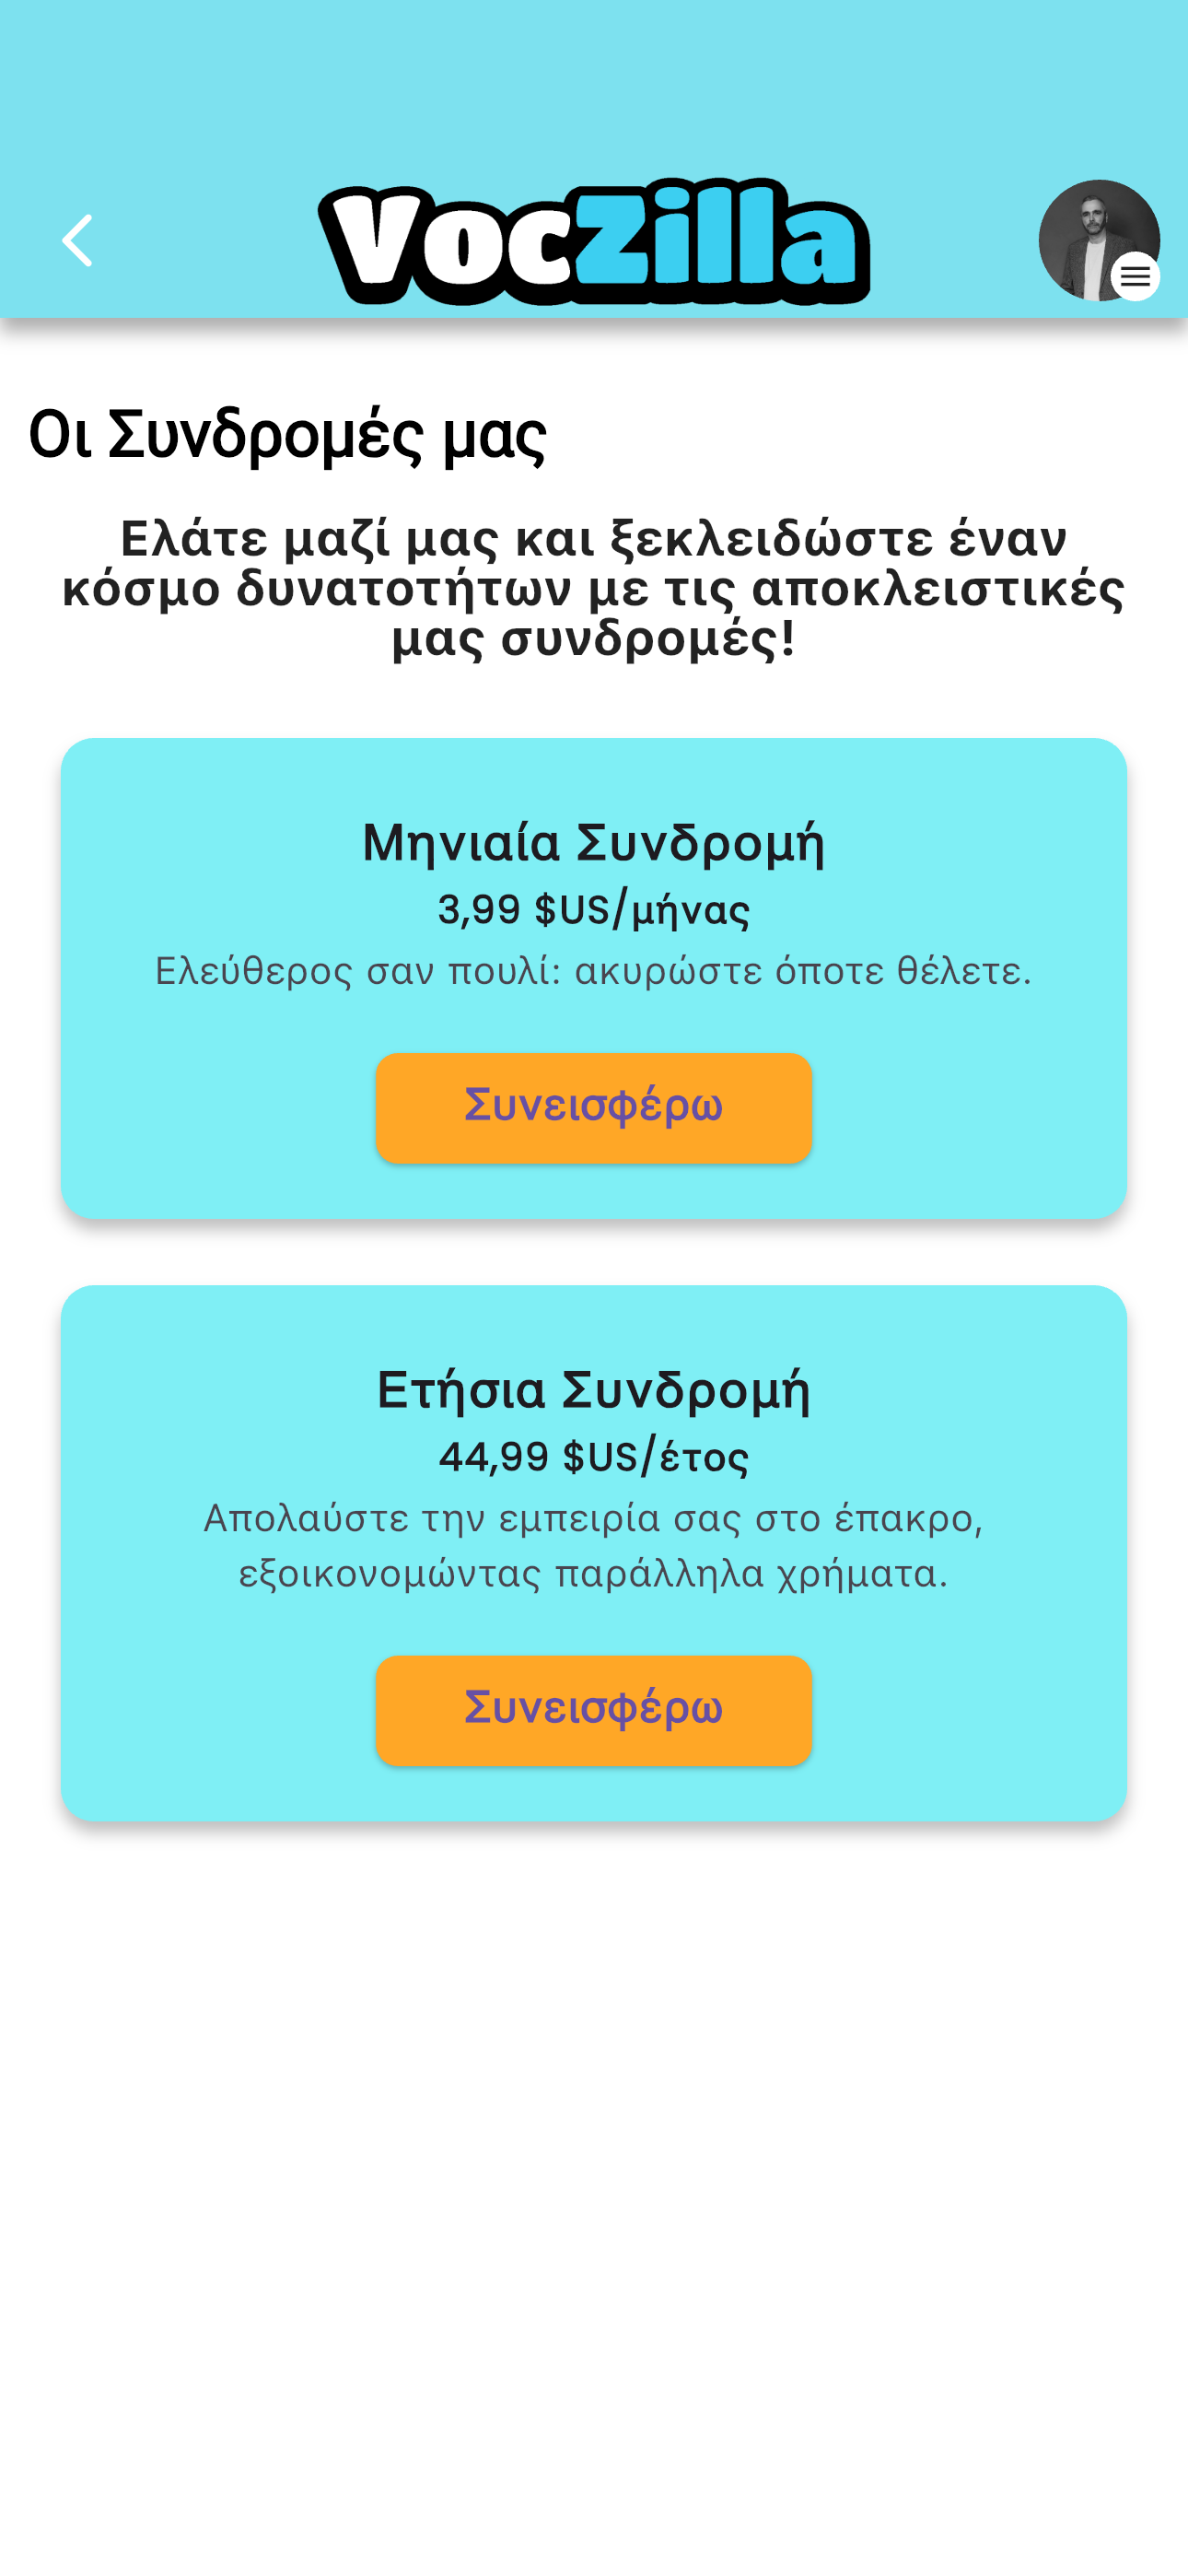 VocZilla
Οι Συνδρομές μας
Ελάτε μαζί μας και ξεκλειδώστε έναν
κόσμο δυνατοτήτων με τις αποκλειστικές
μας συνδρομές!
Μηνιαία Συνδρομή
3,99 $US/μήνας
Ελεύθερος σαν πουλί: ακυρώστε όποτε θέλετε.
Συνεισφέρω
Ετήσια Συνδρομή
44,99 $US/έτος
Απολαύστε την εμπειρία σας στο έπακρο,
εξοικονομώντας παράλληλα χρήματα.
Συνεισφέρω